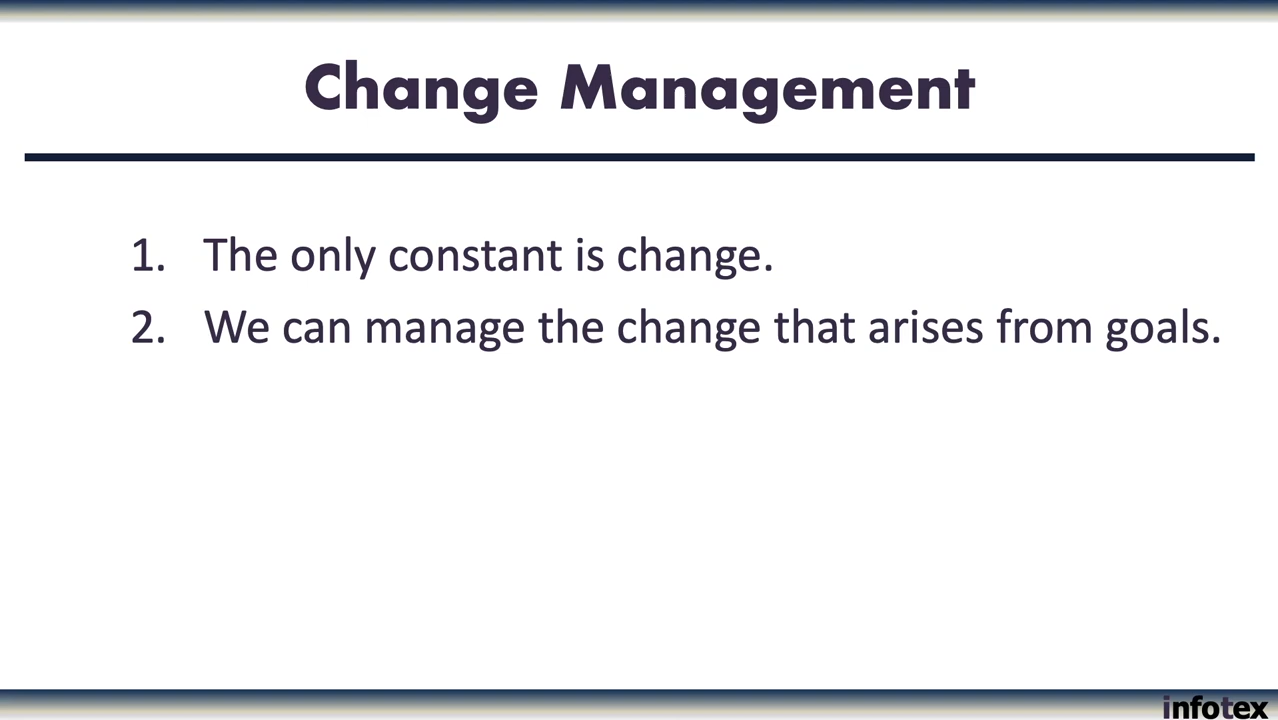 Change Management
1. The only constant is change.
2. We can manage the change that arises from goals.
infotex